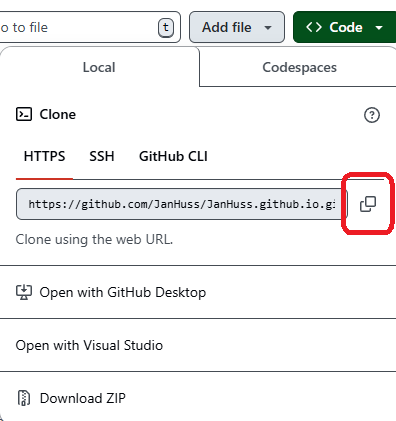 o to file t Add file <> Code
Local Codespaces
Clone
HTTPS SSH GitHub CLI
https://github.com/JanHuss/JanHuss.github.io.gi
Clone using the web URL.
Open with GitHub Desktop
Open with Visual Studio
Download ZIP